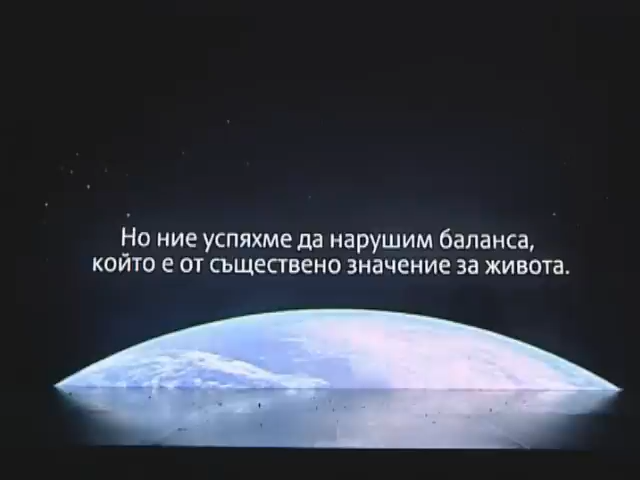 Но ние успяхме да нарушим баланса,
който е от съществено значение за живота.